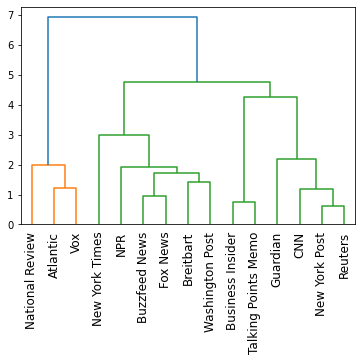 7
6
5
4
3
2
1
0
National Review
Atlantic
Vox
New York Times
NPR
Buzzfeed News
Fox News
Breitbart
Washington Post
Business Insider
Talking Points Memo
Guardian
CNN
New York Post
Reuters